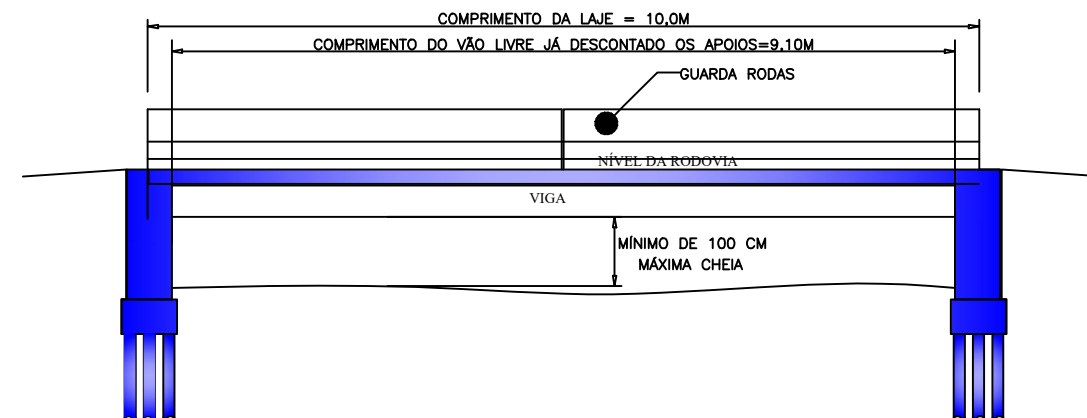 COMPRIMENTO DA LAJE = 10,0M
COMPRIMENTO DO VÃO LIVRE JÁ DESCONTADO OS APOIOS=9,10M
GUARDA RODAS
NÍVEL DA RODOVIA
VIGA
MÍNIMO DE 100 CM
MÁXIMA CHEIA